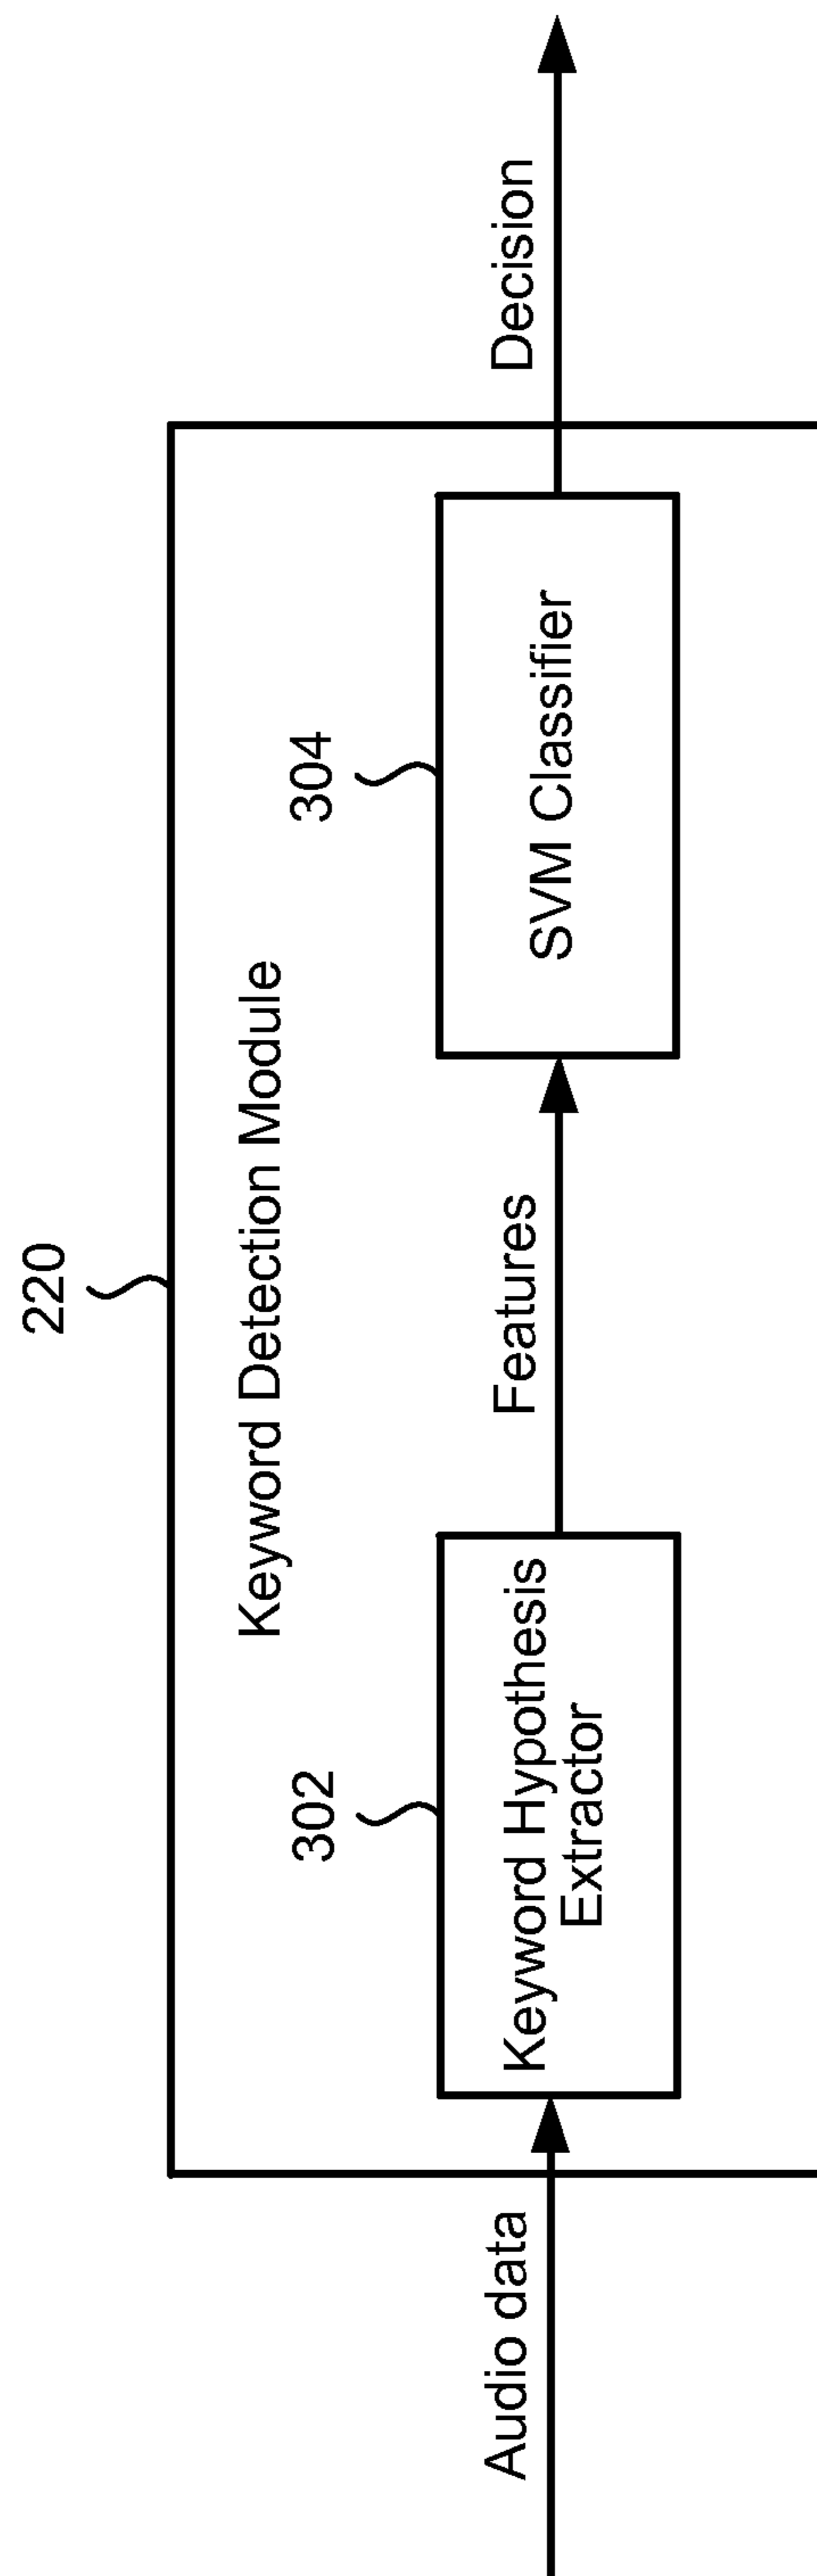 220
Keyword Detection Module
302
304
Audio data
Keyword Hypothesis
Extractor
Features
SVM Classifier
Decision